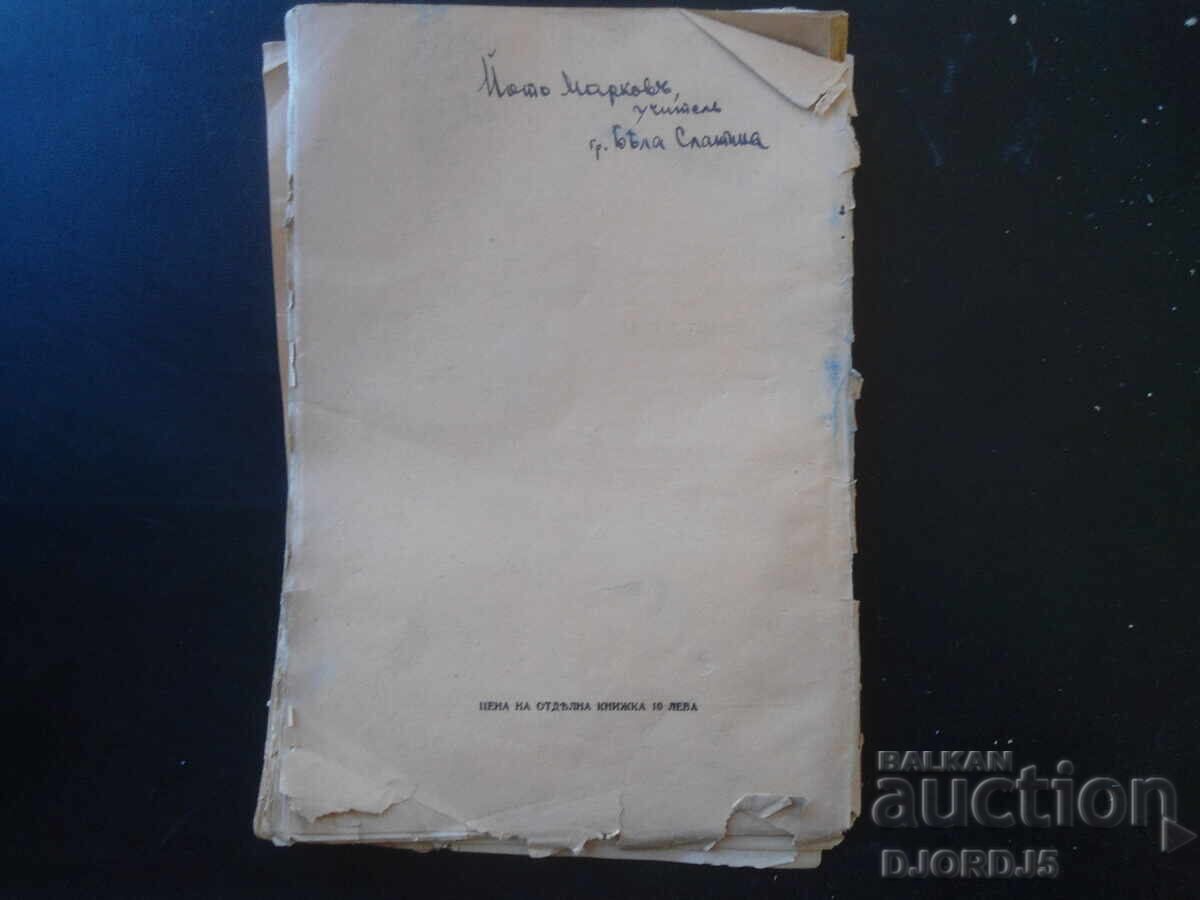 Йото Марковъ,
учитель
гр. Бѣла Слатина
ЦЕНА НА ОТДѢЛНА КНИЖКА 10 ЛЕВА
BALKAN
auction
DJORDJ5